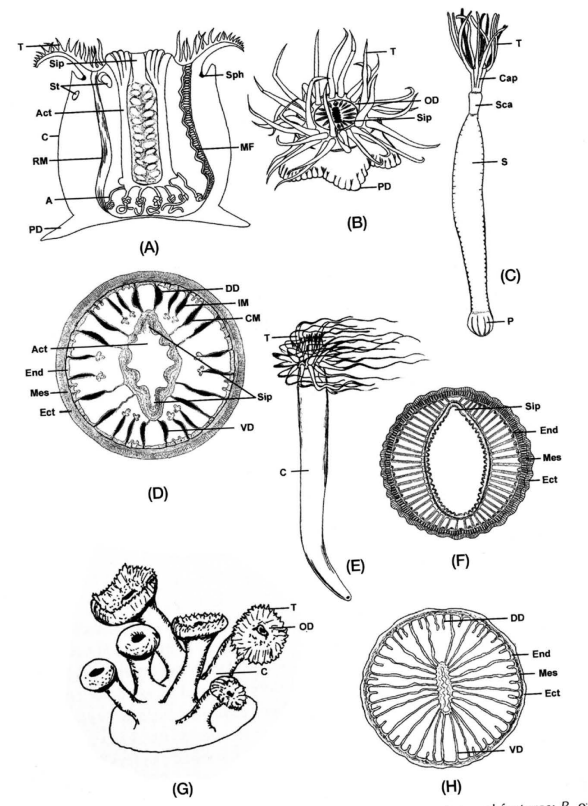 T
Sip
St
Act
C
RM
A
PD
Sph
MF
(A)
T
OD
Sip
PD
(B)
T
Cap
Sca
S
P
(C)
DD
IM
CM
Act
End
Mes
Ect
Sip
VD
(D)
T
C
(E)
Sip
End
Mes
Ect
(F)
T
OD
C
(G)
DD
End
Mes
Ect
VD
(H)